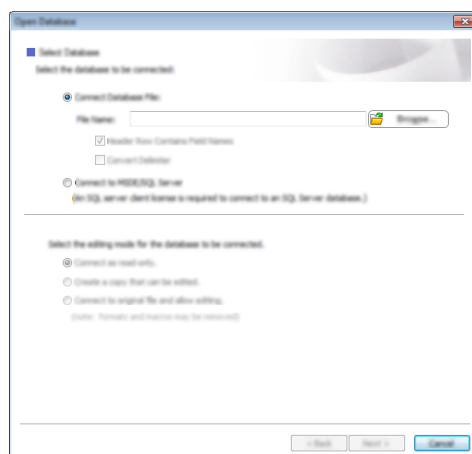 Open Database
Select Database
Select the database to be connected:
Connect Database File:
File Name:
Browse...
Header Row Contains Field Names
Convert Delimiter
Connect to MSDE/SQL Server
(An SQL server client license is required to connect to an SQL Server database.)
Select the editing mode for the database to be connected.
Connect as read-only.
Create a copy that can be edited.
Connect to original file and allow editing.
(note: formats and macros may be removed)
< Back
Next >
Cancel